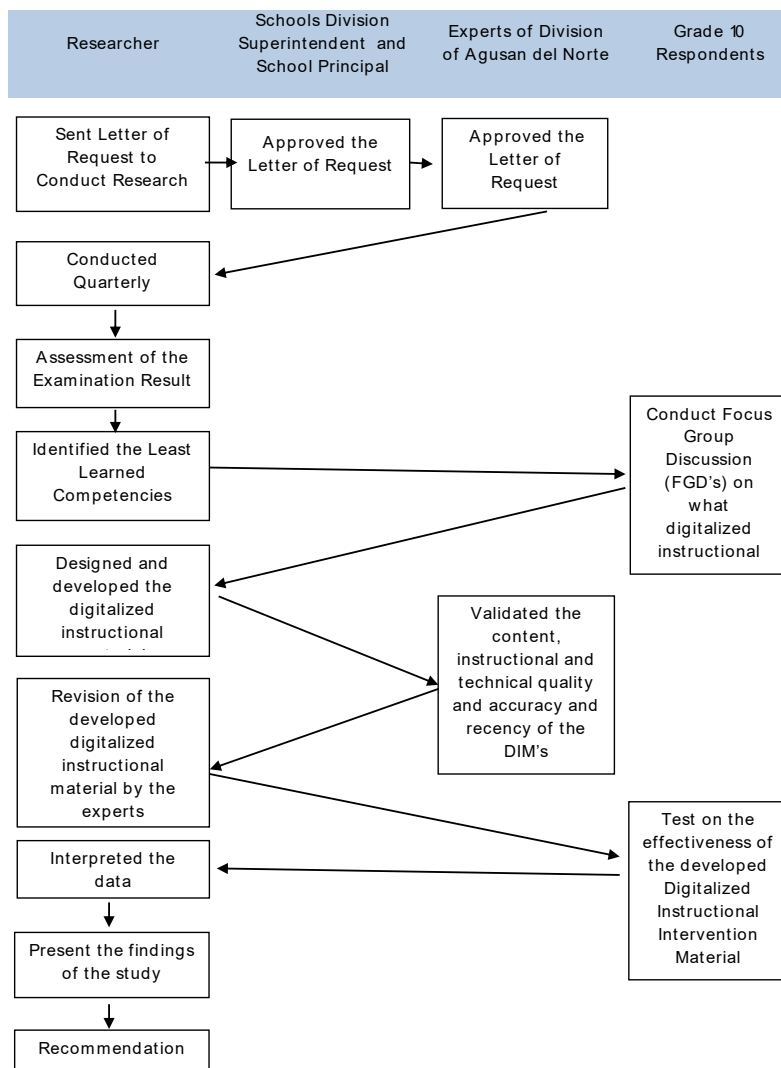 Researcher
Schools Division
Superintendent and
School Principal
Experts of Division
of Agusan del Norte
Grade 10
Respondents
Sent Letter of
Request to
Conduct Research
Approved the
Letter of Request
Approved the
Letter of
Request
Conducted
Quarterly
Assessment of the
Examination Result
Identified the Least
Learned
Competencies
Conduct Focus
Group
Discussion
(FGD's) on
what
digitalized
instructional
Designed and
developed the
digitalized
instructional
Validated the
content,
instructional and
technical quality
and accuracy and
recency of the
DIM's
Revision of the
developed
digitalized
instructional
material by the
experts
Test on the
effectiveness of
the developed
Digitalized
Instructional
Intervention
Material
Interpreted the
data
Present the findings
of the study
Recommendation